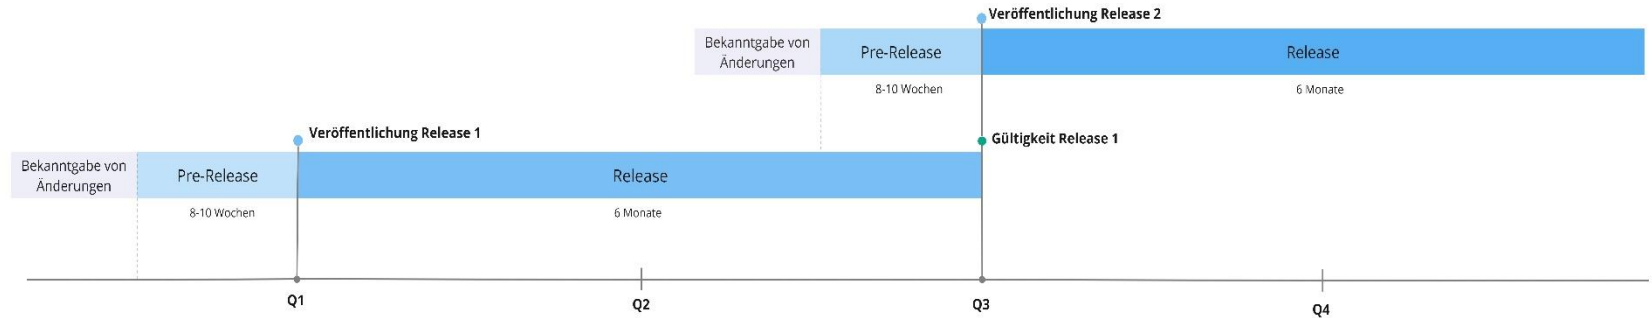 Veröffentlichung Release 2
Bekanntgabe von
Änderungen
Pre-Release
Release
8-10 Wochen
6 Monate
Veröffentlichung Release 1
Gültigkeit Release 1
Bekanntgabe von
Änderungen
Pre-Release
Release
8-10 Wochen
6 Monate
Q1
Q2
Q3
Q4